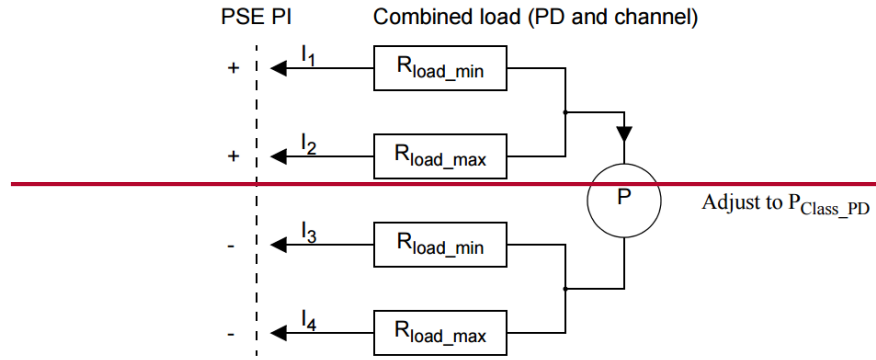 PSE PI Combined load (PD and channel)
+ I1 Rload_min
+ I2 Rload_max
P Adjust to PClass_PD
- I3 Rload_min
- I4 Rload_max